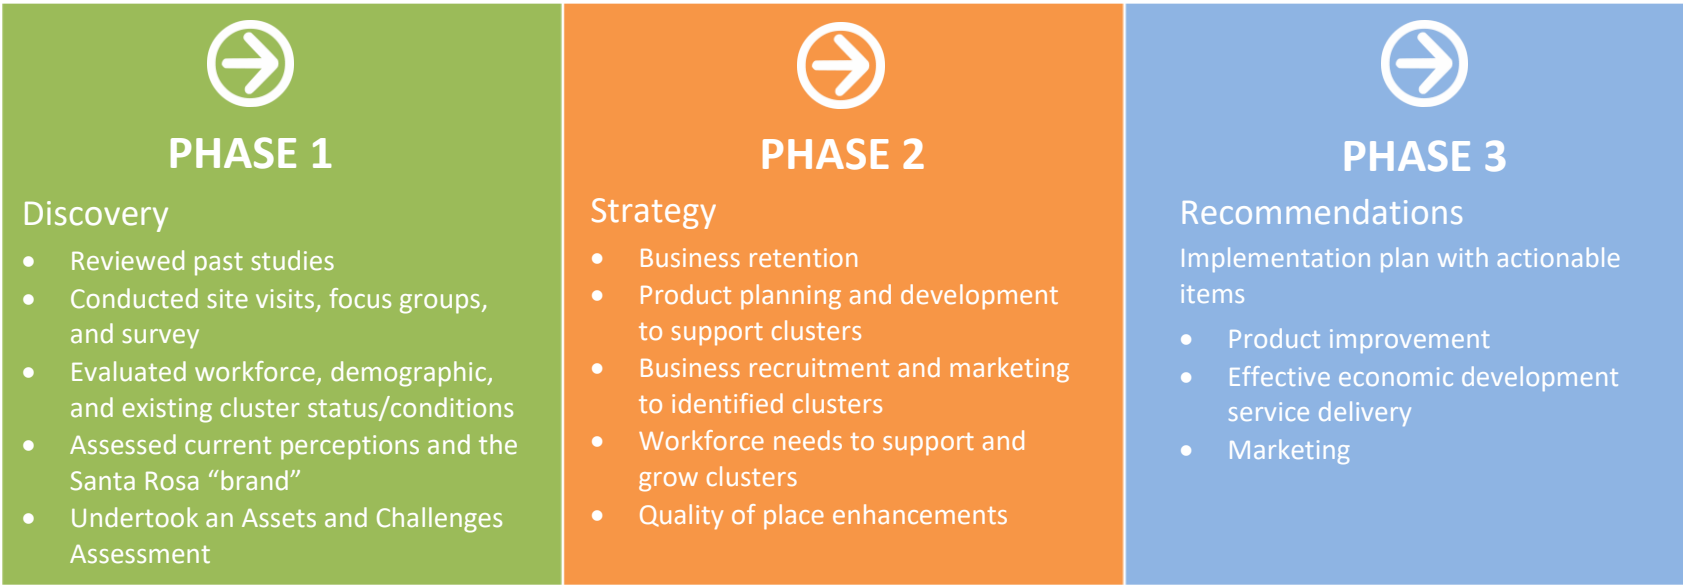 PHASE 1
Discovery
• Reviewed past studies
• Conducted site visits, focus groups,
and survey
• Evaluated workforce, demographic,
and existing cluster status/conditions
• Assessed current perceptions and the
Santa Rosa “brand”
• Undertook an Assets and Challenges
Assessment
PHASE 2
Strategy
• Business retention
• Product planning and development
to support clusters
• Business recruitment and marketing
to identified clusters
• Workforce needs to support and
grow clusters
• Quality of place enhancements
PHASE 3
Recommendations
Implementation plan with actionable
items
• Product improvement
• Effective economic development
service delivery
• Marketing